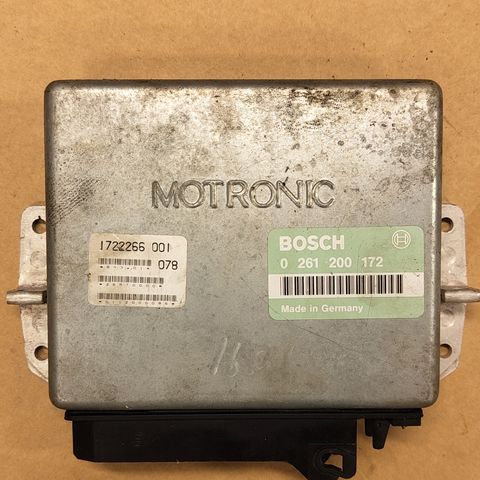 MOTRONIC
1722266 001
078
BOSCH
0 261 200 172
Made in Germany